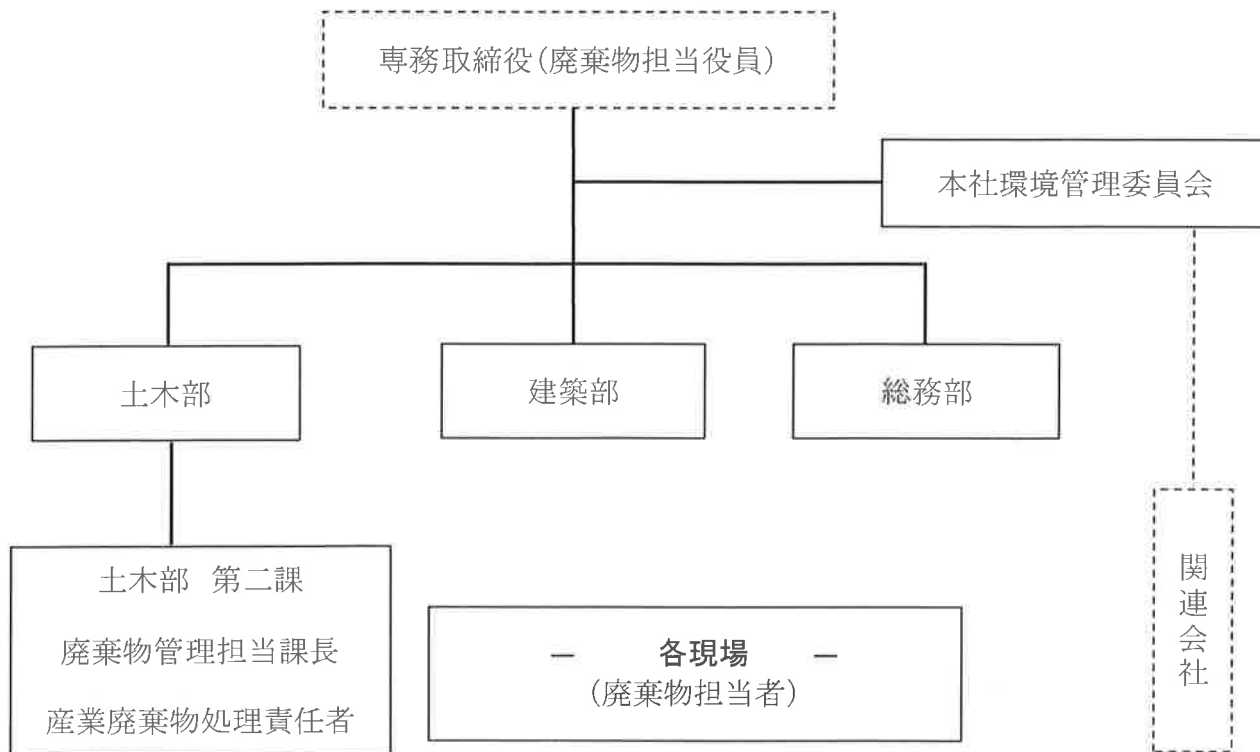 専務取締役(廃棄物担当役員)
本社環境管理委員会
土木部
建築部
総務部
土木部 第二課
廃棄物管理担当課長
産業廃棄物処理責任者
― 各現場 ―
(廃棄物担当者)
関連会社